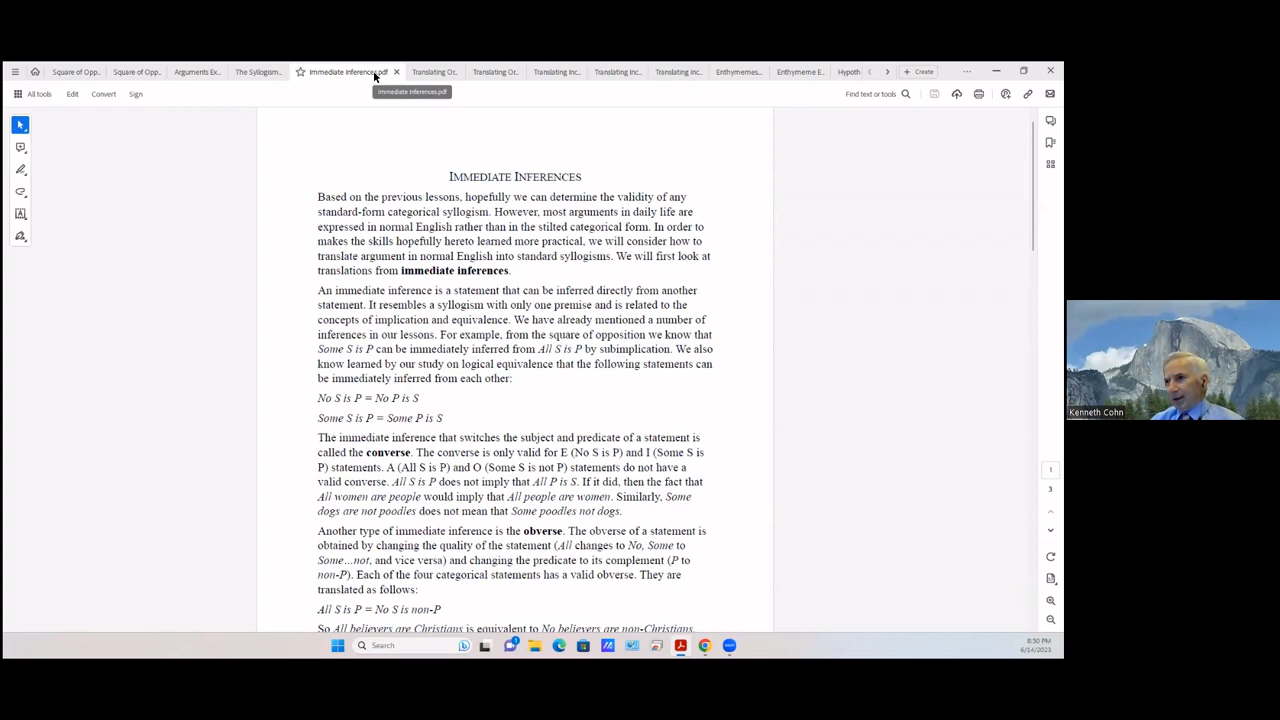 Square of Opp..
Square of Opp..
Arguments Ex..
The Syllogism..
Immediate Inferences.pdf
Translating Or..
Translating Or..
Translating Inc..
Translating Inc..
Translating Inc..
Enthymemes...
Enthymeme E..
Hypoth
Create
All tools
Edit
Convert
Sign
Immediate Inferences.pdf
Find text or tools
IMMEDIATE INFERENCES
Based on the previous lessons, hopefully we can determine the validity of any
standard-form categorical syllogism. However, most arguments in daily life are
expressed in normal English rather than in the stilted categorical form. In order to
makes the skills hopefully hereto learned more practical, we will consider how to
translate argument in normal English into standard syllogisms. We will first look at
translations from immediate inferences.
An immediate inference is a statement that can be inferred directly from another
statement. It resembles a syllogism with only one premise and is related to the
concepts of implication and equivalence. We have already mentioned a number of
inferences in our lessons. For example, from the square of opposition we know that
Some S is P can be immediately inferred from All S is P by subimplication. We also
know learned by our study on logical equivalence that the following statements can
be immediately inferred from each other:
No S is P = No P is S
Some S is P = Some P is S
The immediate inference that switches the subject and predicate of a statement is
called the converse. The converse is only valid for E (No S is P) and I (Some S is
P) statements. A (All S is P) and O (Some S is not P) statements do not have a
valid converse. All S is P does not imply that All P is S. If it did, then the fact that
All women are people would imply that All people are women. Similarly, Some
dogs are not poodles does not mean that Some poodles not dogs.
Another type of immediate inference is the obverse. The obverse of a statement is
obtained by changing the quality of the statement (All changes to No, Some to
Some…not, and vice versa) and changing the predicate to its complement (P to
non-P). Each of the four categorical statements has a valid obverse. They are
translated as follows:
All S is P = No S is non-P
So All believers are Christians is equivalent to No believers are non-Christians.
1
3
Kenneth Cohn
Search
8:30 PM
6/14/2023